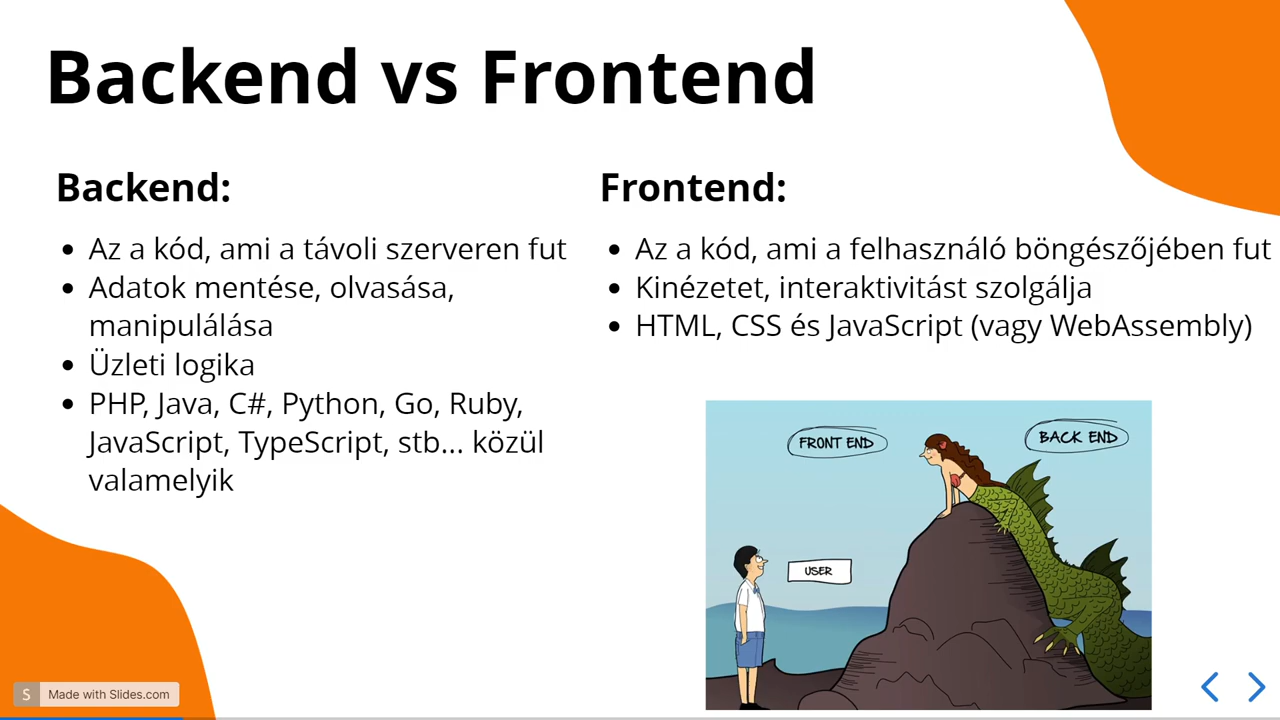 Backend vs Frontend
Backend:
Az a kód, ami a távoli szerveren fut
Adatok mentése, olvasása,
manipulálása
Üzleti logika
PHP, Java, C#, Python, Go, Ruby,
JavaScript, TypeScript, stb... közül
valamelyik
Frontend:
Az a kód, ami a felhasználó böngészőjében fut
Kinézetet, interaktivitást szolgálja
HTML, CSS és JavaScript (vagy WebAssembly)
FRONT END
BACK END
USER
S Made with Slides.com